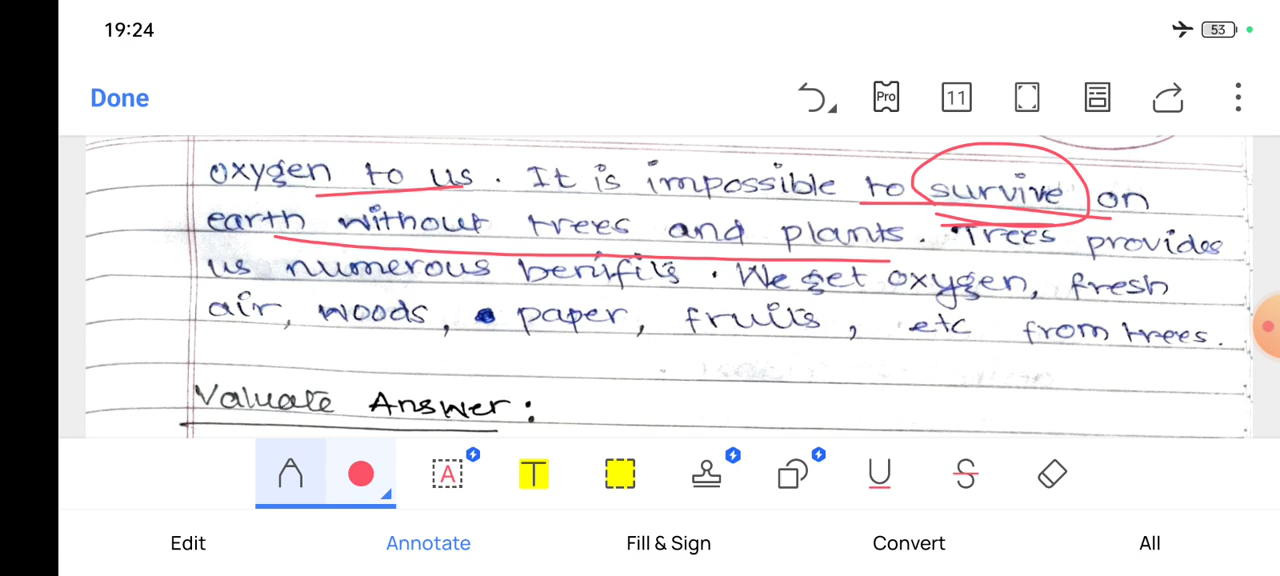 19:24
53
Done
Pro
11
oxygen to us. It is impossible to survive on
earth without trees and plants. Trees provides
us numerous benifits. We get oxygen, fresh
air, woods, paper, fruits, etc from trees.
Valuate Answer:
A
T
U
S
Edit
Annotate
Fill & Sign
Convert
All